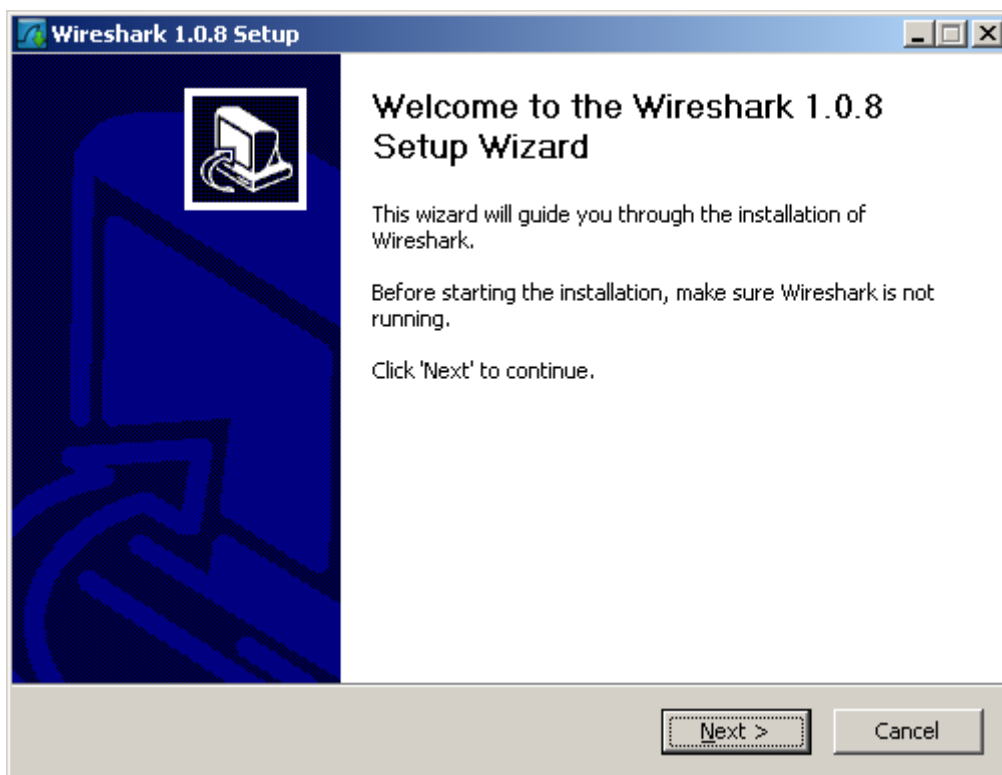 Wireshark 1.0.8 Setup
Welcome to the Wireshark 1.0.8
Setup Wizard
This wizard will guide you through the installation of
Wireshark.
Before starting the installation, make sure Wireshark is not
running.
Click 'Next' to continue.
Next >
Cancel